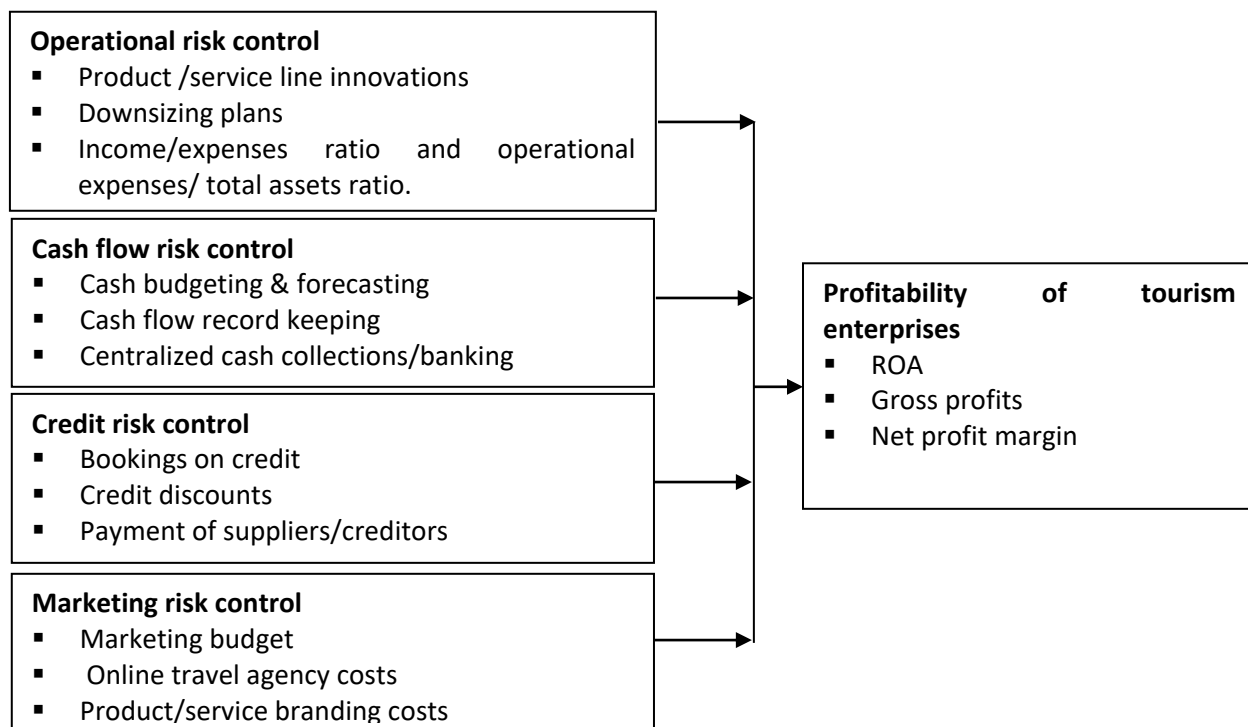 Operational risk control
▪ Product /service line innovations
▪ Downsizing plans
▪ Income/expenses ratio and operational
expenses/ total assets ratio.
Cash flow risk control
▪ Cash budgeting & forecasting
▪ Cash flow record keeping
▪ Centralized cash collections/banking
Credit risk control
▪ Bookings on credit
▪ Credit discounts
▪ Payment of suppliers/creditors
Marketing risk control
▪ Marketing budget
▪ Online travel agency costs
▪ Product/service branding costs
Profitability of tourism
enterprises
▪ ROA
▪ Gross profits
▪ Net profit margin